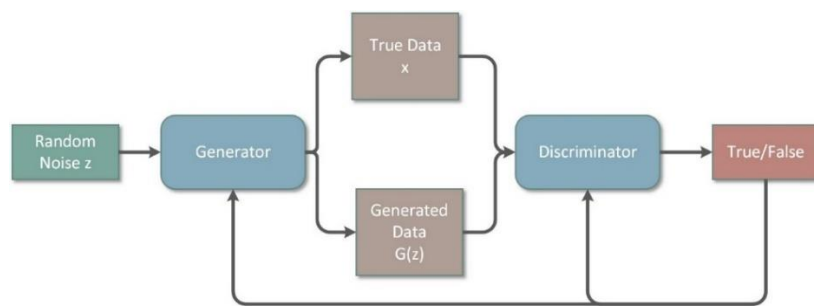 True Data
x
Random
Noise z
Generator
Discriminator
True/False
Generated
Data
G(z)